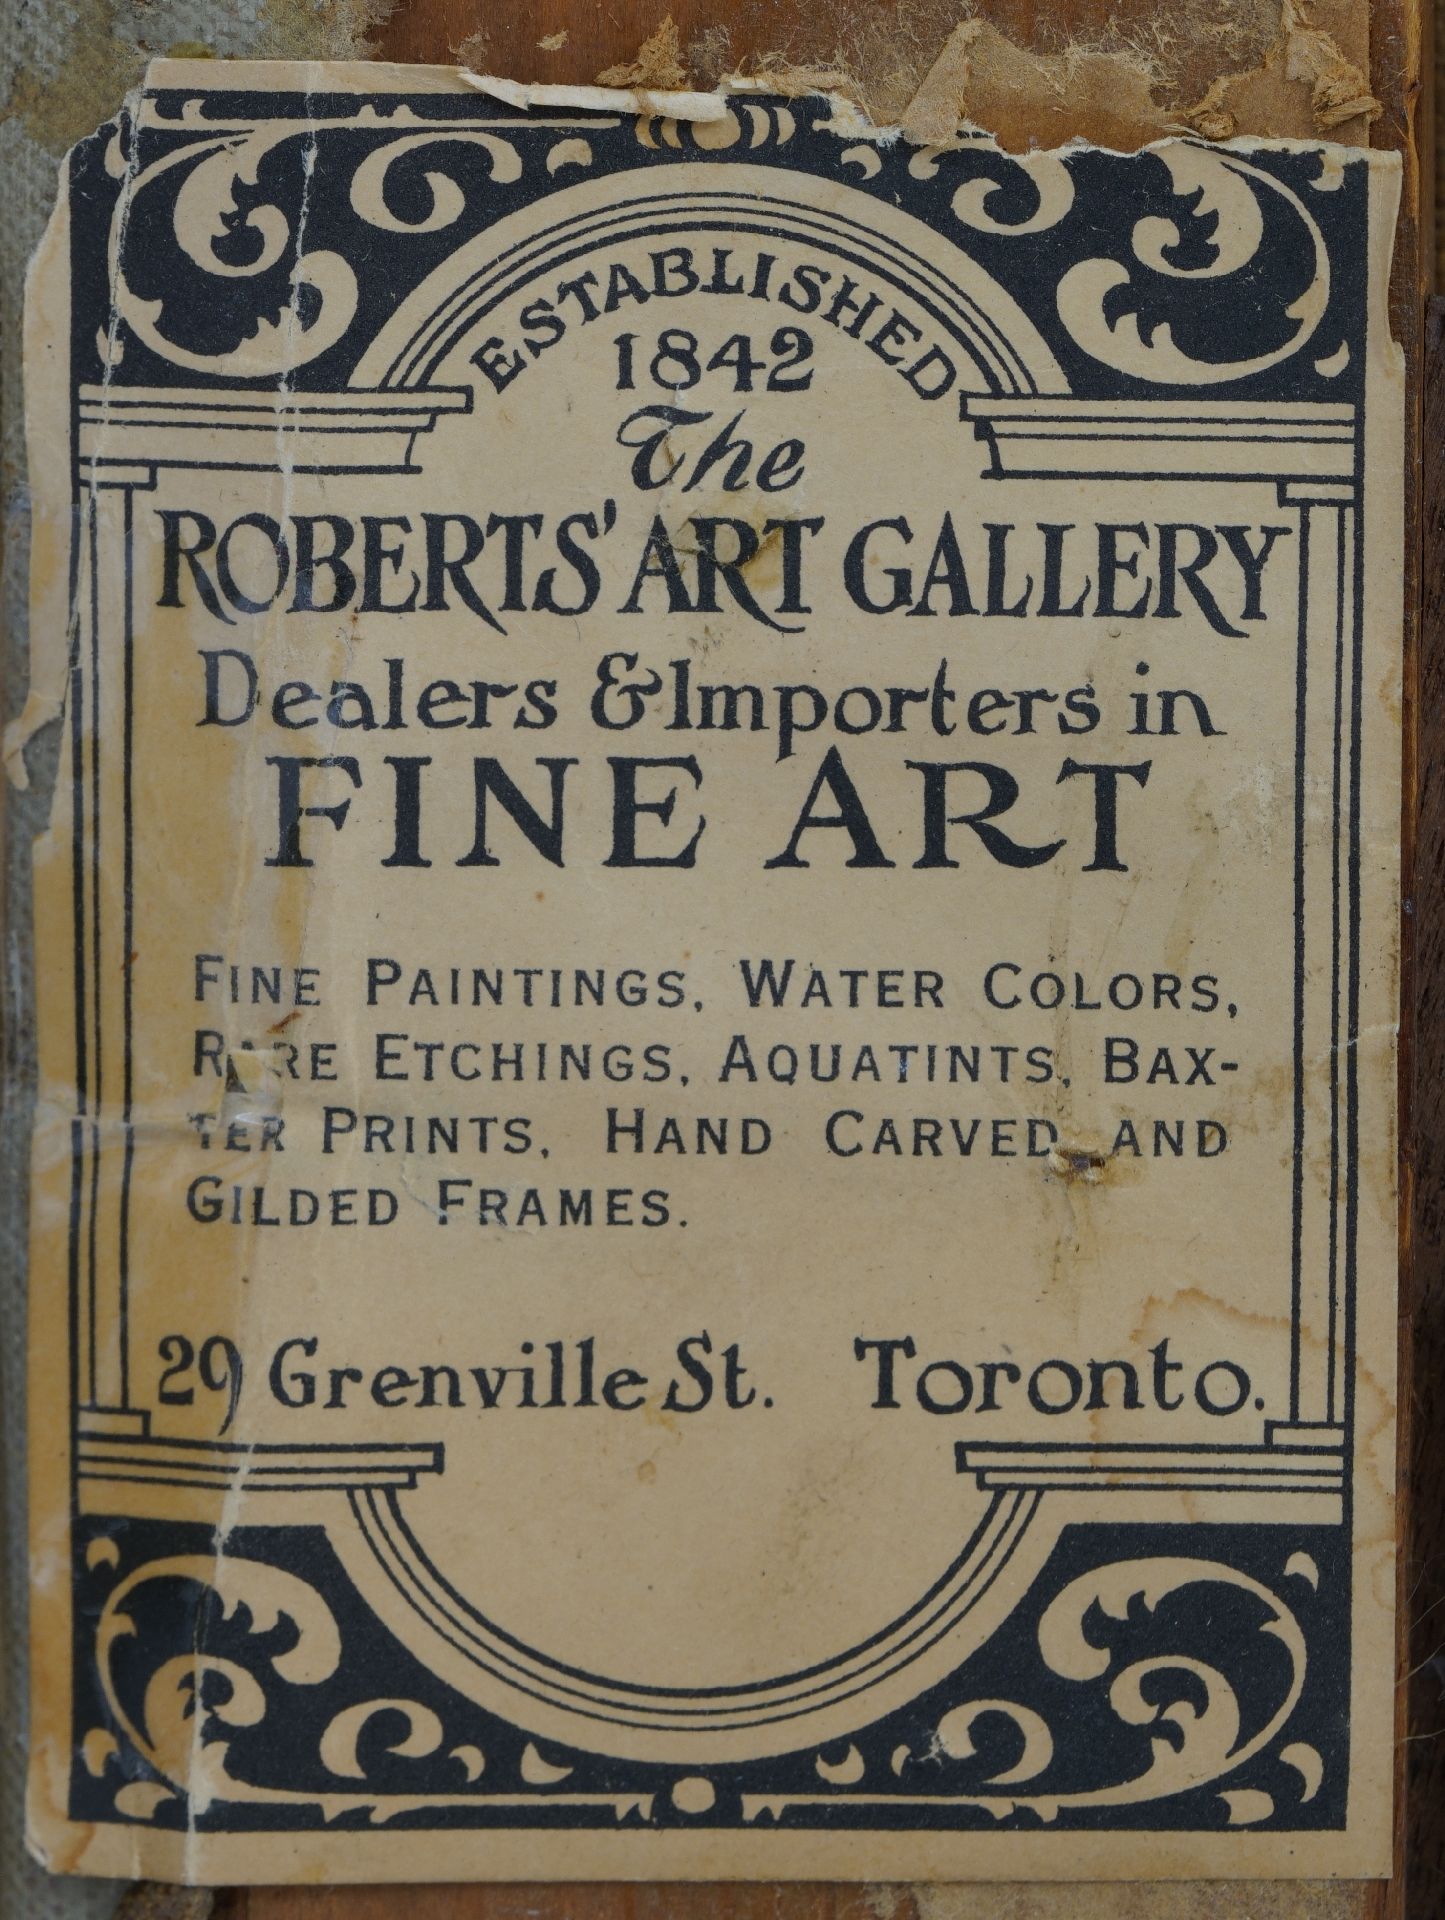 ESTABLISHED
1842
The
ROBERTS' ART GALLERY
Dealers & Importers in
FINE ART
FINE PAINTINGS, WATER COLORS,
RARE ETCHINGS, AQUATINTS, BAX-
TER PRINTS, HAND CARVED AND
GILDED FRAMES.
29 Grenville St. Toronto.